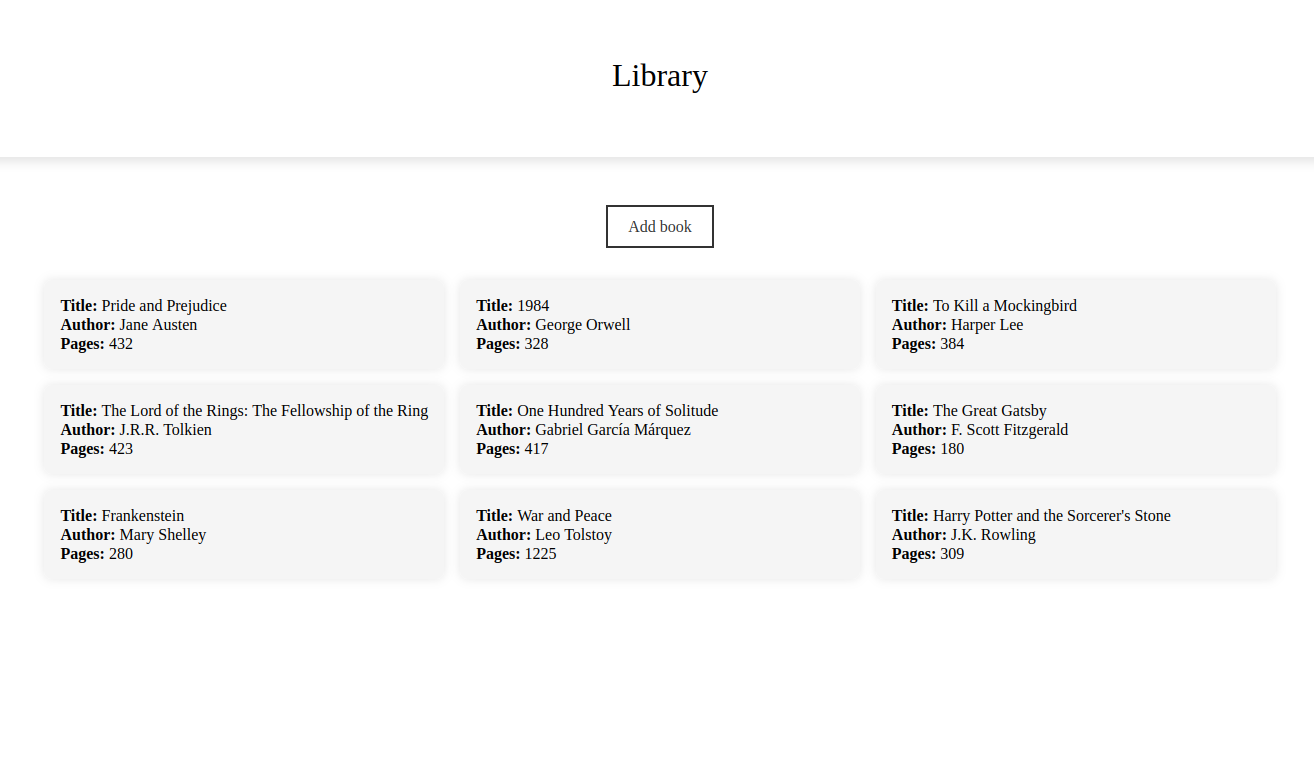 Library
Add book
Title: Pride and Prejudice
Author: Jane Austen
Pages: 432
Title: 1984
Author: George Orwell
Pages: 328
Title: To Kill a Mockingbird
Author: Harper Lee
Pages: 384
Title: The Lord of the Rings: The Fellowship of the Ring
Author: J.R.R. Tolkien
Pages: 423
Title: One Hundred Years of Solitude
Author: Gabriel García Márquez
Pages: 417
Title: The Great Gatsby
Author: F. Scott Fitzgerald
Pages: 180
Title: Frankenstein
Author: Mary Shelley
Pages: 280
Title: War and Peace
Author: Leo Tolstoy
Pages: 1225
Title: Harry Potter and the Sorcerer's Stone
Author: J.K. Rowling
Pages: 309